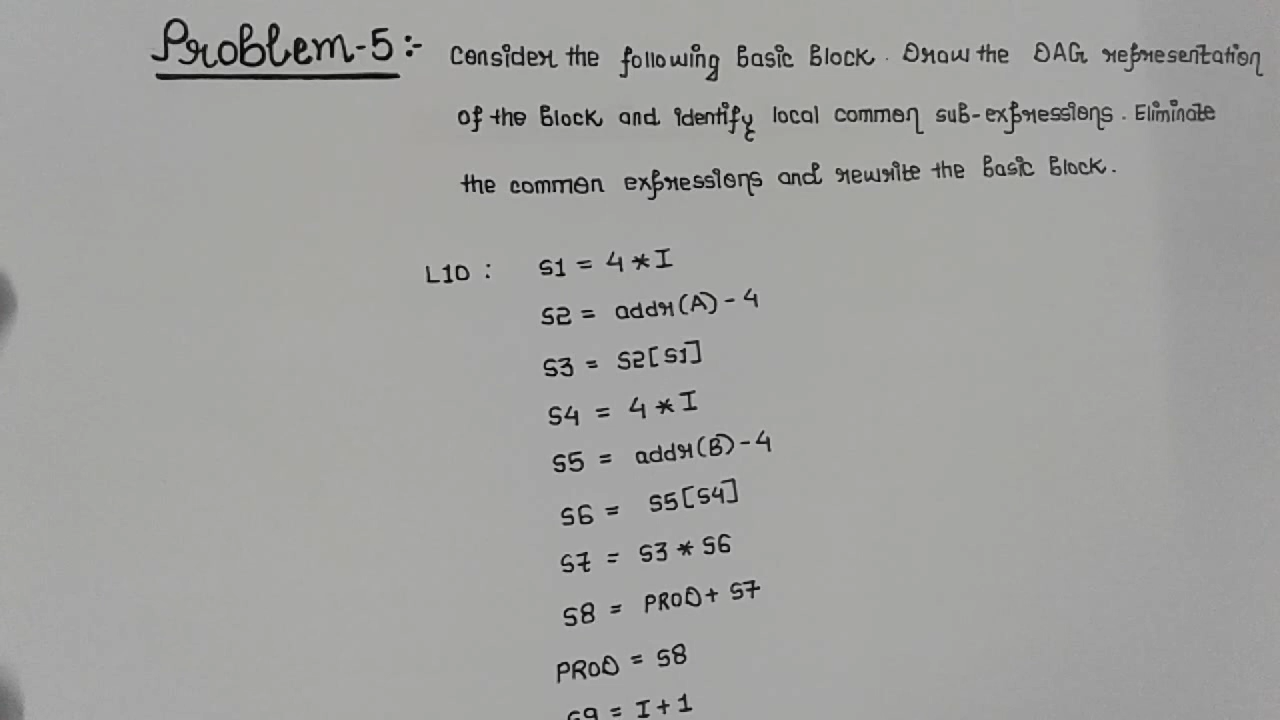 Problem-5:-
Consider the following Basic Block. Draw the DAG representation
of the Block and identify local common sub-expressions. Eliminate
the common expressions and rewrite the Basic Block.
L10 : S1 = 4 * I
S2 = addr(A) - 4
S3 = S2[S1]
S4 = 4 * I
S5 = addr(B) - 4
S6 = S5[S4]
S7 = S3 * S6
S8 = PROD + S7
PROD = S8
S9 = I + 1